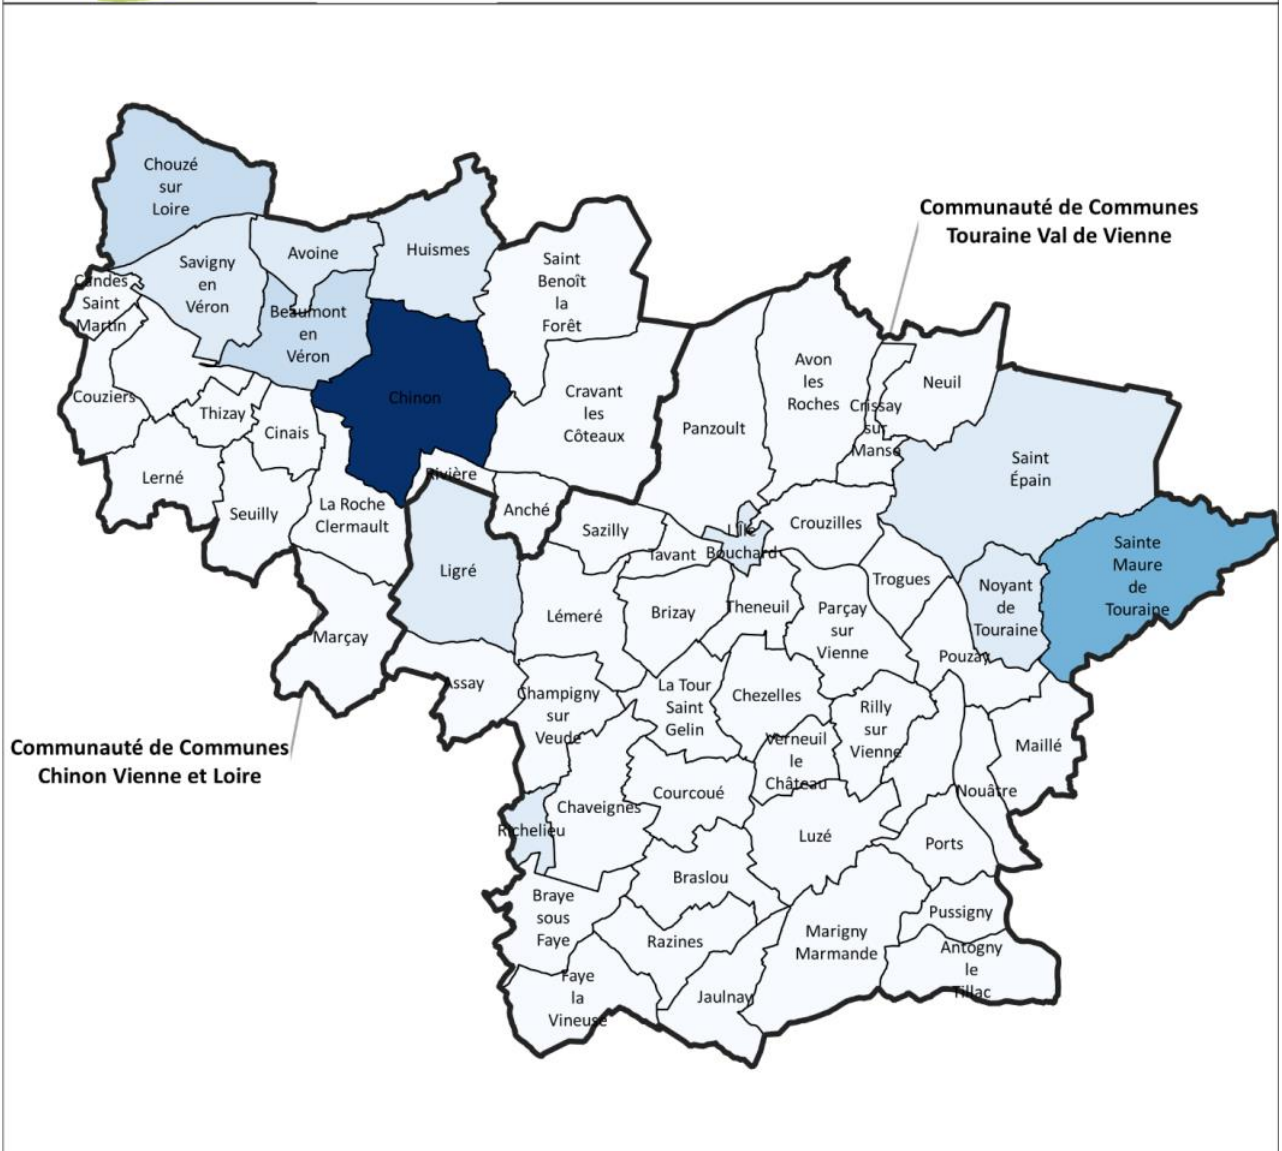 Chouzé
sur
Loire
Communauté de Communes
Touraine Val de Vienne
Savigny
en
Véron
Avoine
Huismes
Saint
Benoît
la
Forêt
Candes
Saint
Martin
Beaumont
en
Véron
Chinon
Couziers
Thizay
Cinais
Cravant
les
Côteaux
Panzoult
Avon
les
Roches
Crissay
sur
Manse
Neuil
Saint
Épain
Lerné
Seuilly
La Roche
Clermault
Rivière
Anché
Sazilly
Tavant
L'Île
Bouchard
Crouzilles
Sainte
Maure
de
Touraine
Ligré
Trogues
Noyant
de
Touraine
Marçay
Lémeré
Brizay
Theneuil
Parçay
sur
Vienne
Pouzay
Assay
Champigny
sur
Veude
La Tour
Saint
Gelin
Chezelles
Rilly
sur
Vienne
Maillé
Communauté de Communes
Chinon Vienne et Loire
Verneuil
le
Château
Nouâtre
Richelieu
Chaveignes
Courcoué
Luzé
Ports
Braslou
Braye
sous
Faye
Razines
Marigny
Marmande
Pussigny
Antogny
le
Tillac
Faye
la
Vineuse
Jaulnay